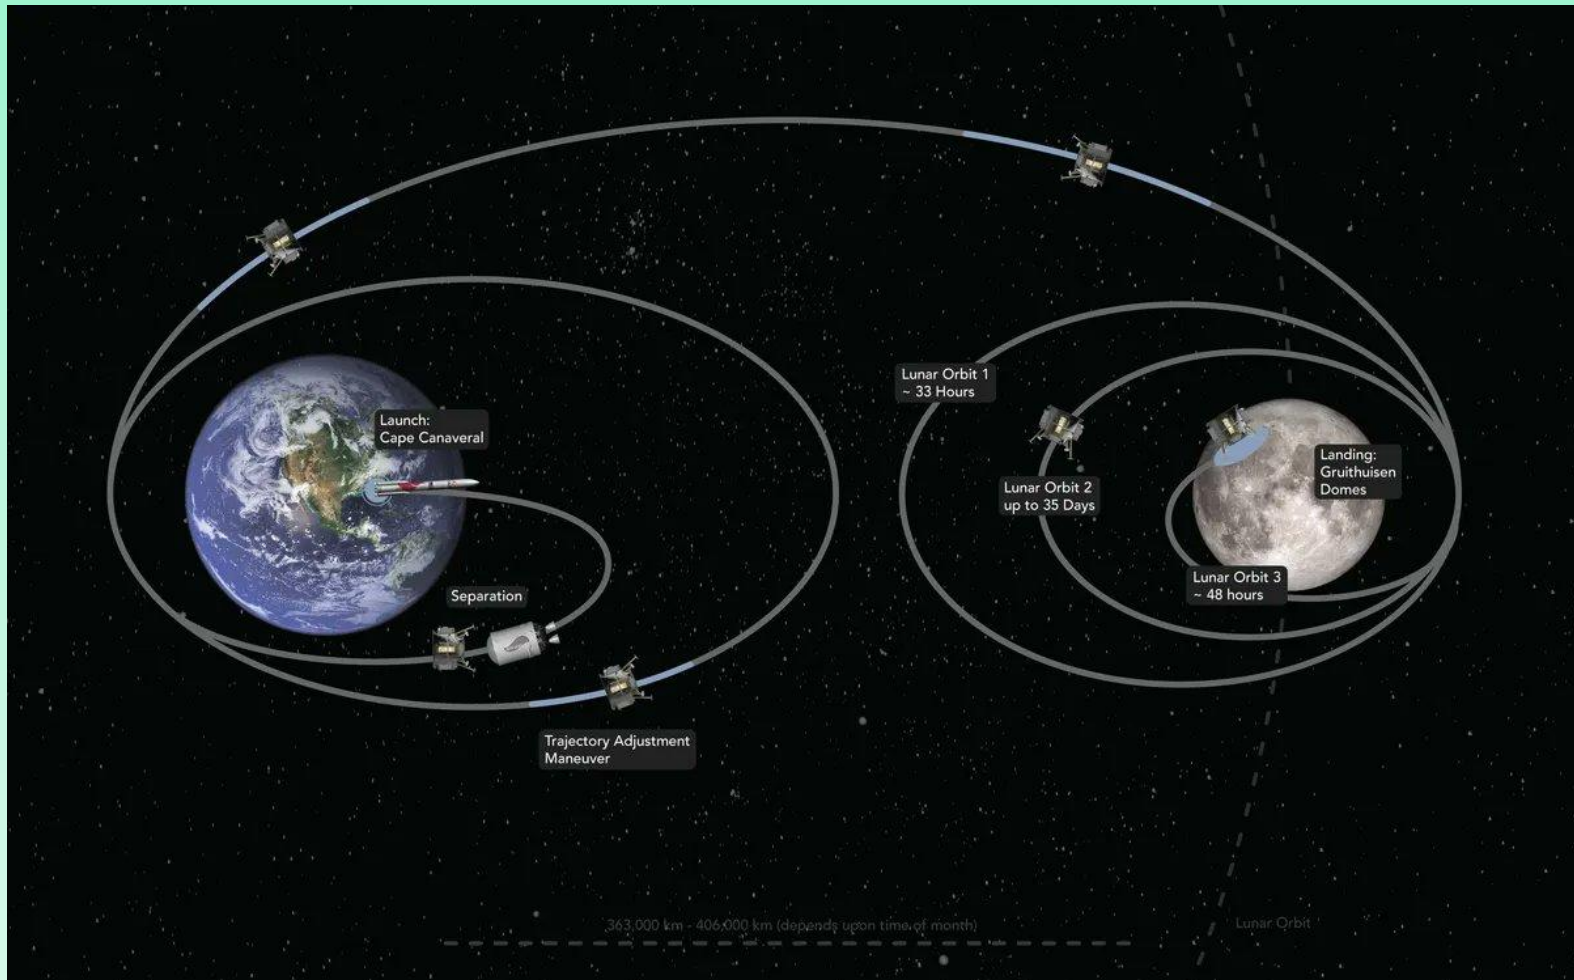 Lunar Orbit 1
~ 33 Hours
Launch:
Cape Canaveral
Landing:
Gruithuisen
Domes
Lunar Orbit 2
up to 35 Days
Lunar Orbit 3
~ 48 hours
Separation
Trajectory Adjustment
Maneuver
363,000 km - 406,000 km (depends upon time of month)
Lunar Orbit